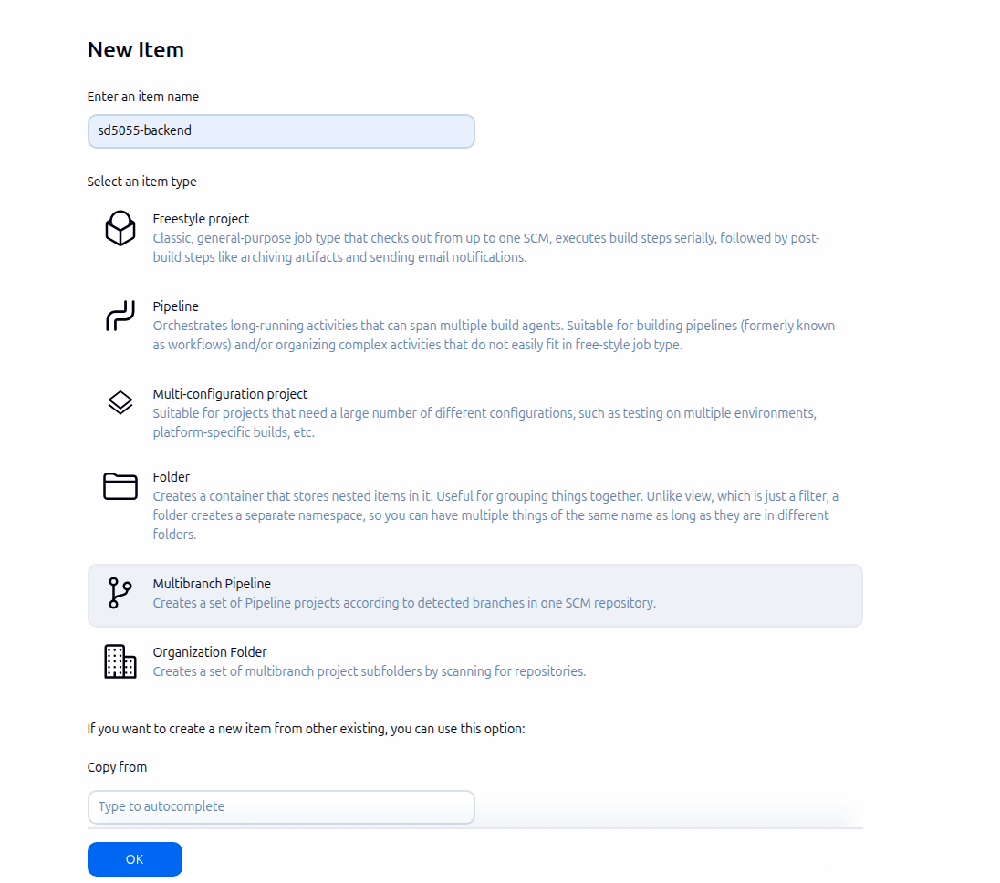 New Item
Enter an item name
sd5055-backend
Select an item type
Freestyle project
Classic, general-purpose job type that checks out from up to one SCM, executes build steps serially, followed by post-
build steps like archiving artifacts and sending email notifications.
Pipeline
Orchestrates long-running activities that can span multiple build agents. Suitable for building pipelines (formerly known
as workflows) and/or organizing complex activities that do not easily fit in free-style job type.
Multi-configuration project
Suitable for projects that need a large number of different configurations, such as testing on multiple environments,
platform-specific builds, etc.
Folder
Creates a container that stores nested items in it. Useful for grouping things together. Unlike view, which is just a filter, a
folder creates a separate namespace, so you can have multiple things of the same name as long as they are in different
folders.
Multibranch Pipeline
Creates a set of Pipeline projects according to detected branches in one SCM repository.
Organization Folder
Creates a set of multibranch project subfolders by scanning for repositories.
If you want to create a new item from other existing, you can use this option:
Copy from
Type to autocomplete
OK